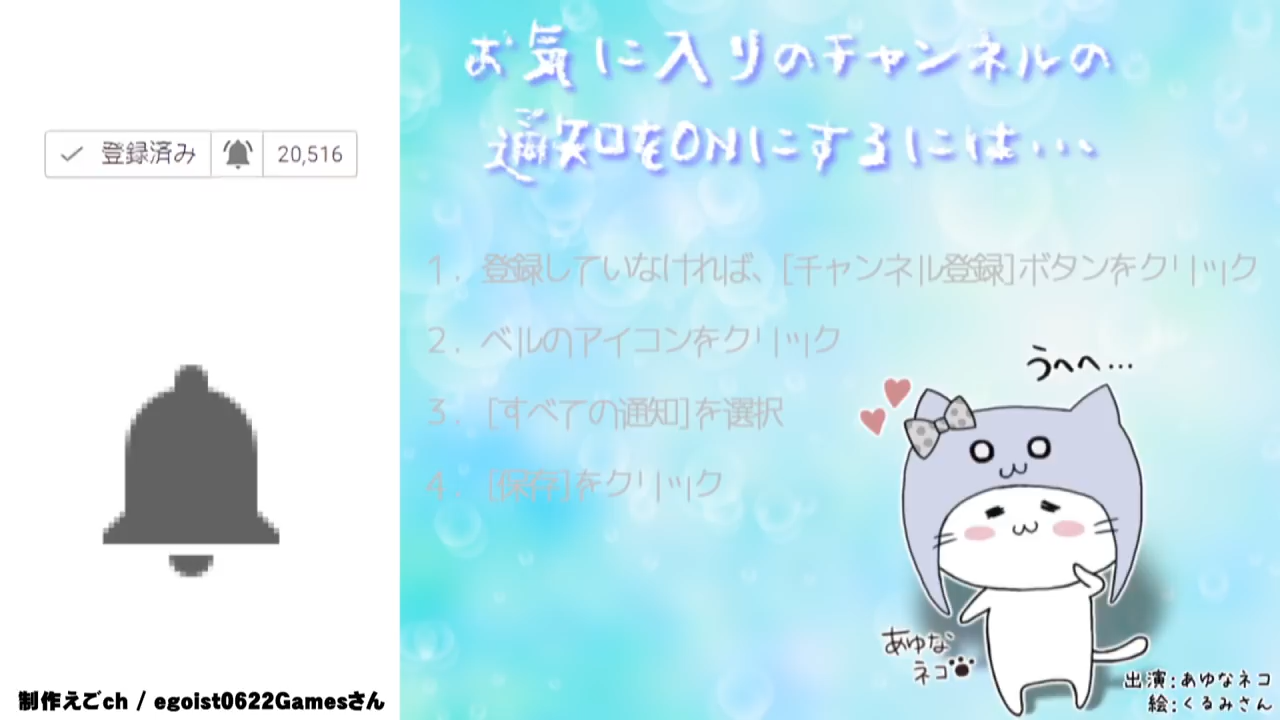 お気に入りのチャンネルの
通知をONにするには・・・
登録済み 20,516
1. 登録していなければ、[チャンネル登録]ボタンをクリック
2. ベルのアイコンをクリック
3. [すべての通知]を選択
4. [保存]をクリック
うへへ…
あゆな
ネコ
出演:あゆなネコ
絵:くるみさん
制作えごch / egoist0622Gamesさん